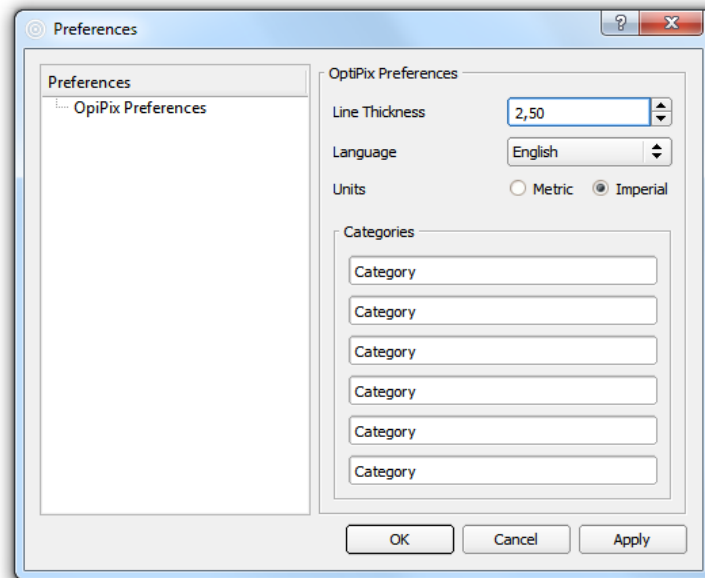 Preferences
Preferences
OpiPix Preferences
OptiPix Preferences
Line Thickness
2,50
Language
English
Units
Metric
Imperial
Categories
Category
Category
Category
Category
Category
Category
OK
Cancel
Apply